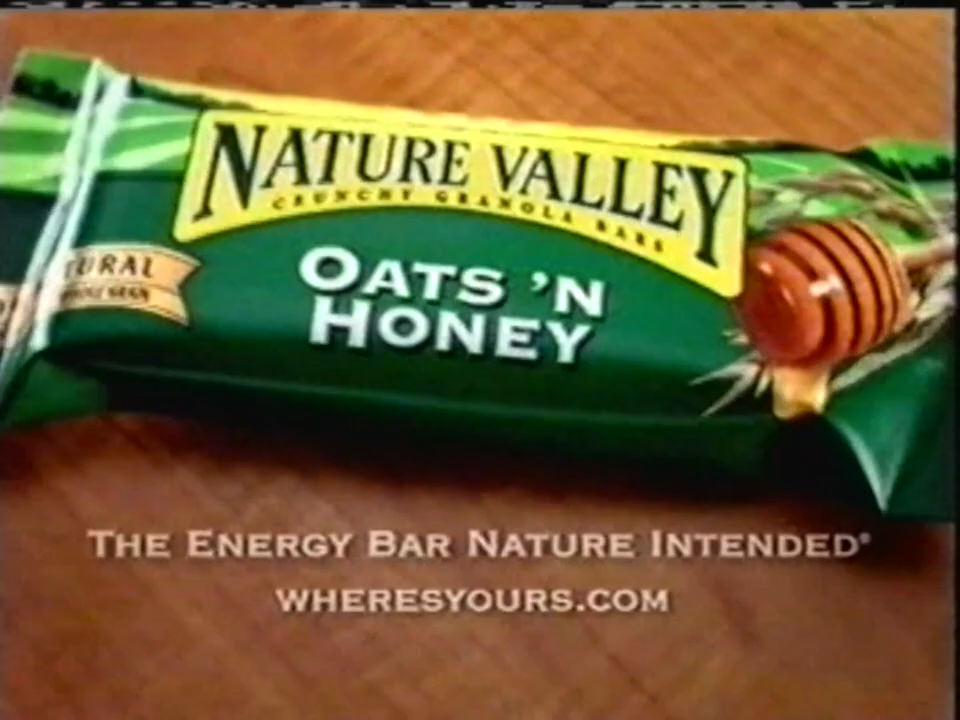 NATURE VALLEY
CRUNCHY GRANOLA BARS
OATS 'N
HONEY
THE ENERGY BAR NATURE INTENDED®
WHERESYOURS.COM